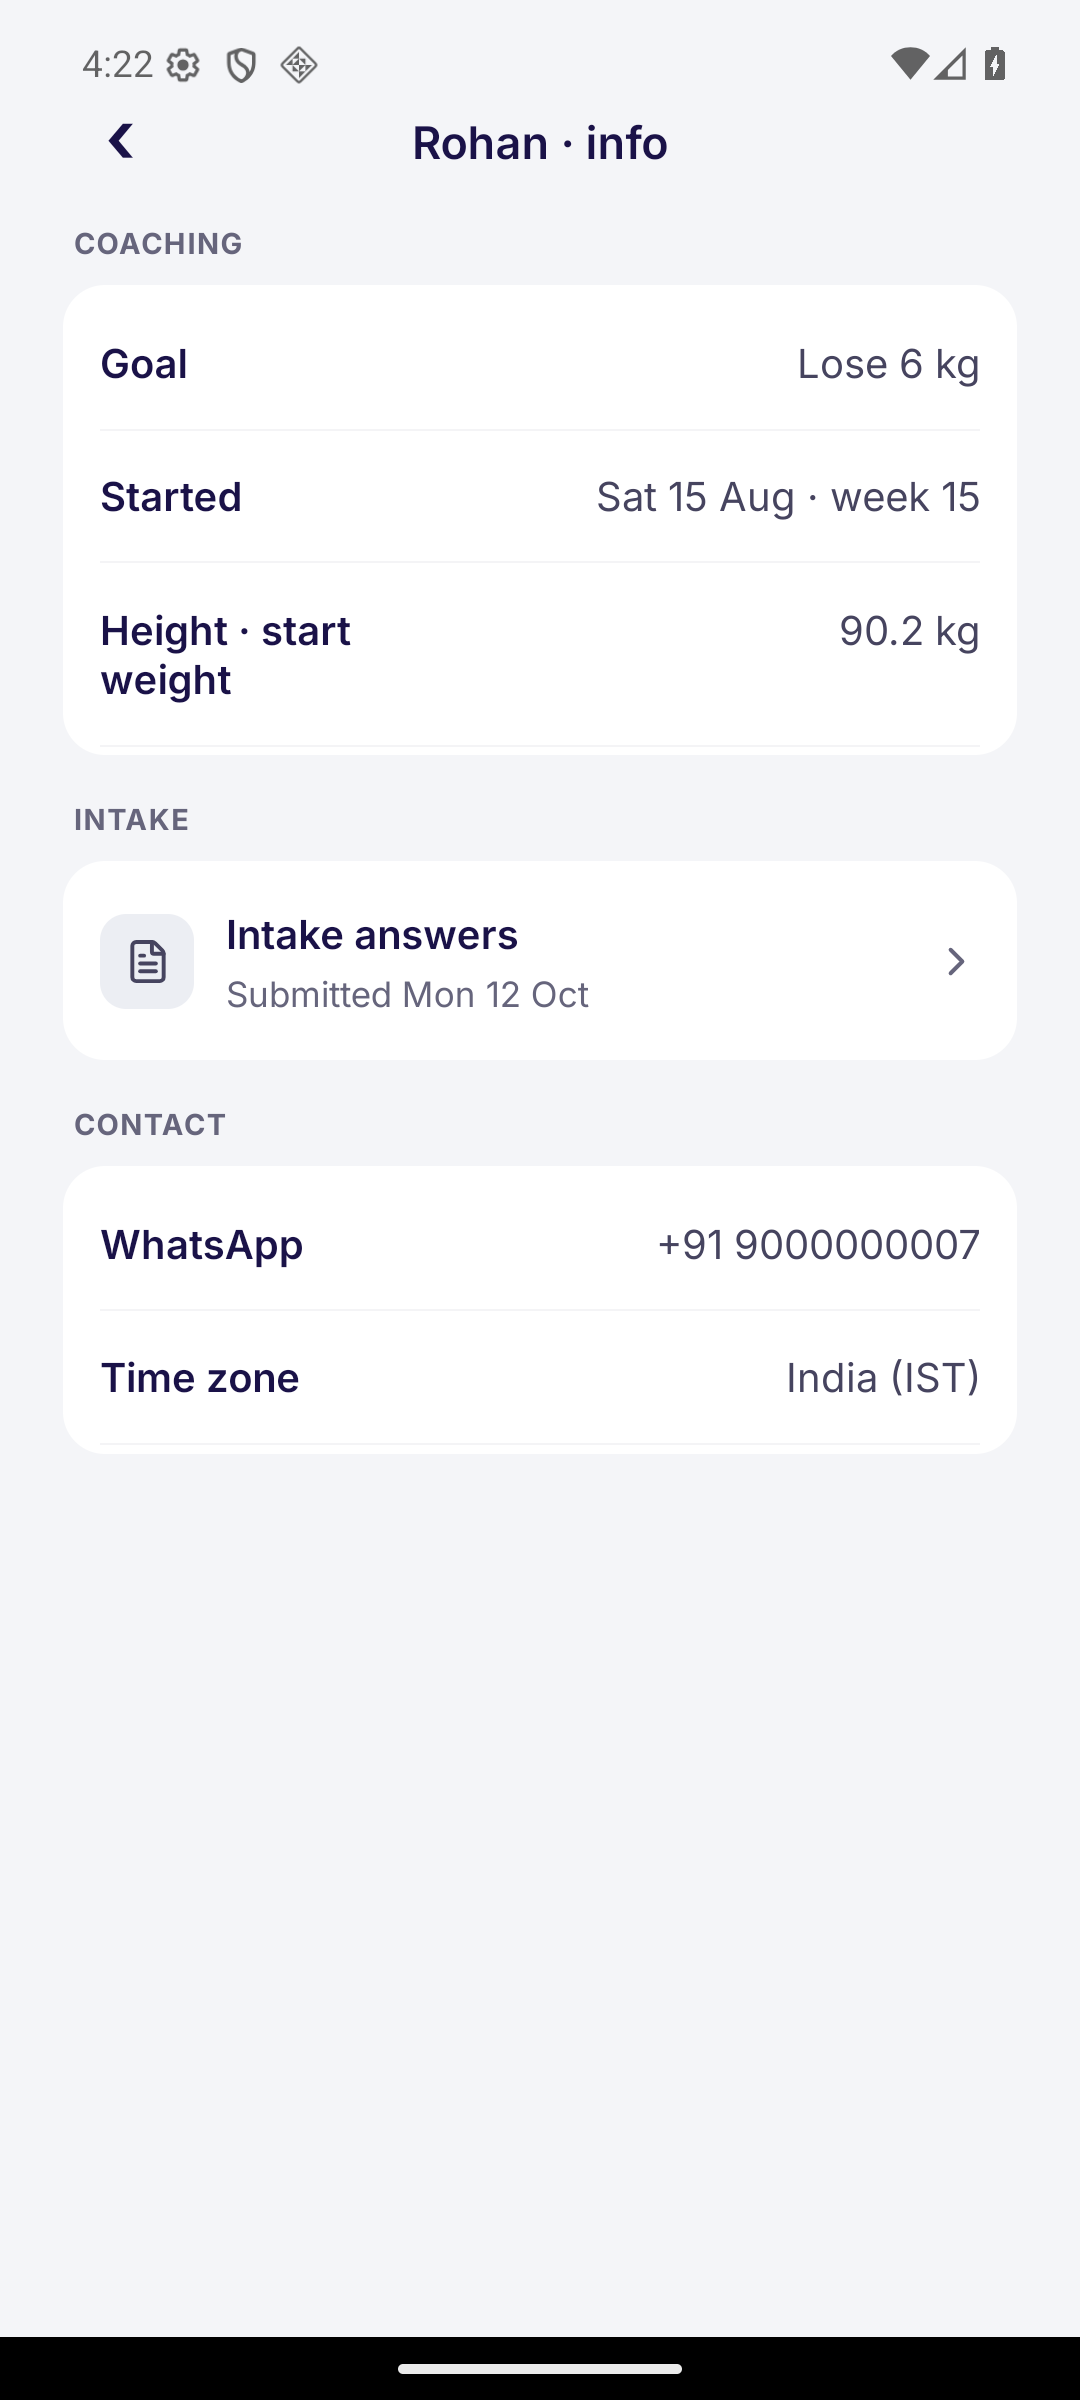 4:22
Rohan · info
COACHING
Goal
Lose 6 kg
Started
Sat 15 Aug · week 15
Height · start
weight
90.2 kg
INTAKE
Intake answers
Submitted Mon 12 Oct
CONTACT
WhatsApp
+91 9000000007
Time zone
India (IST)